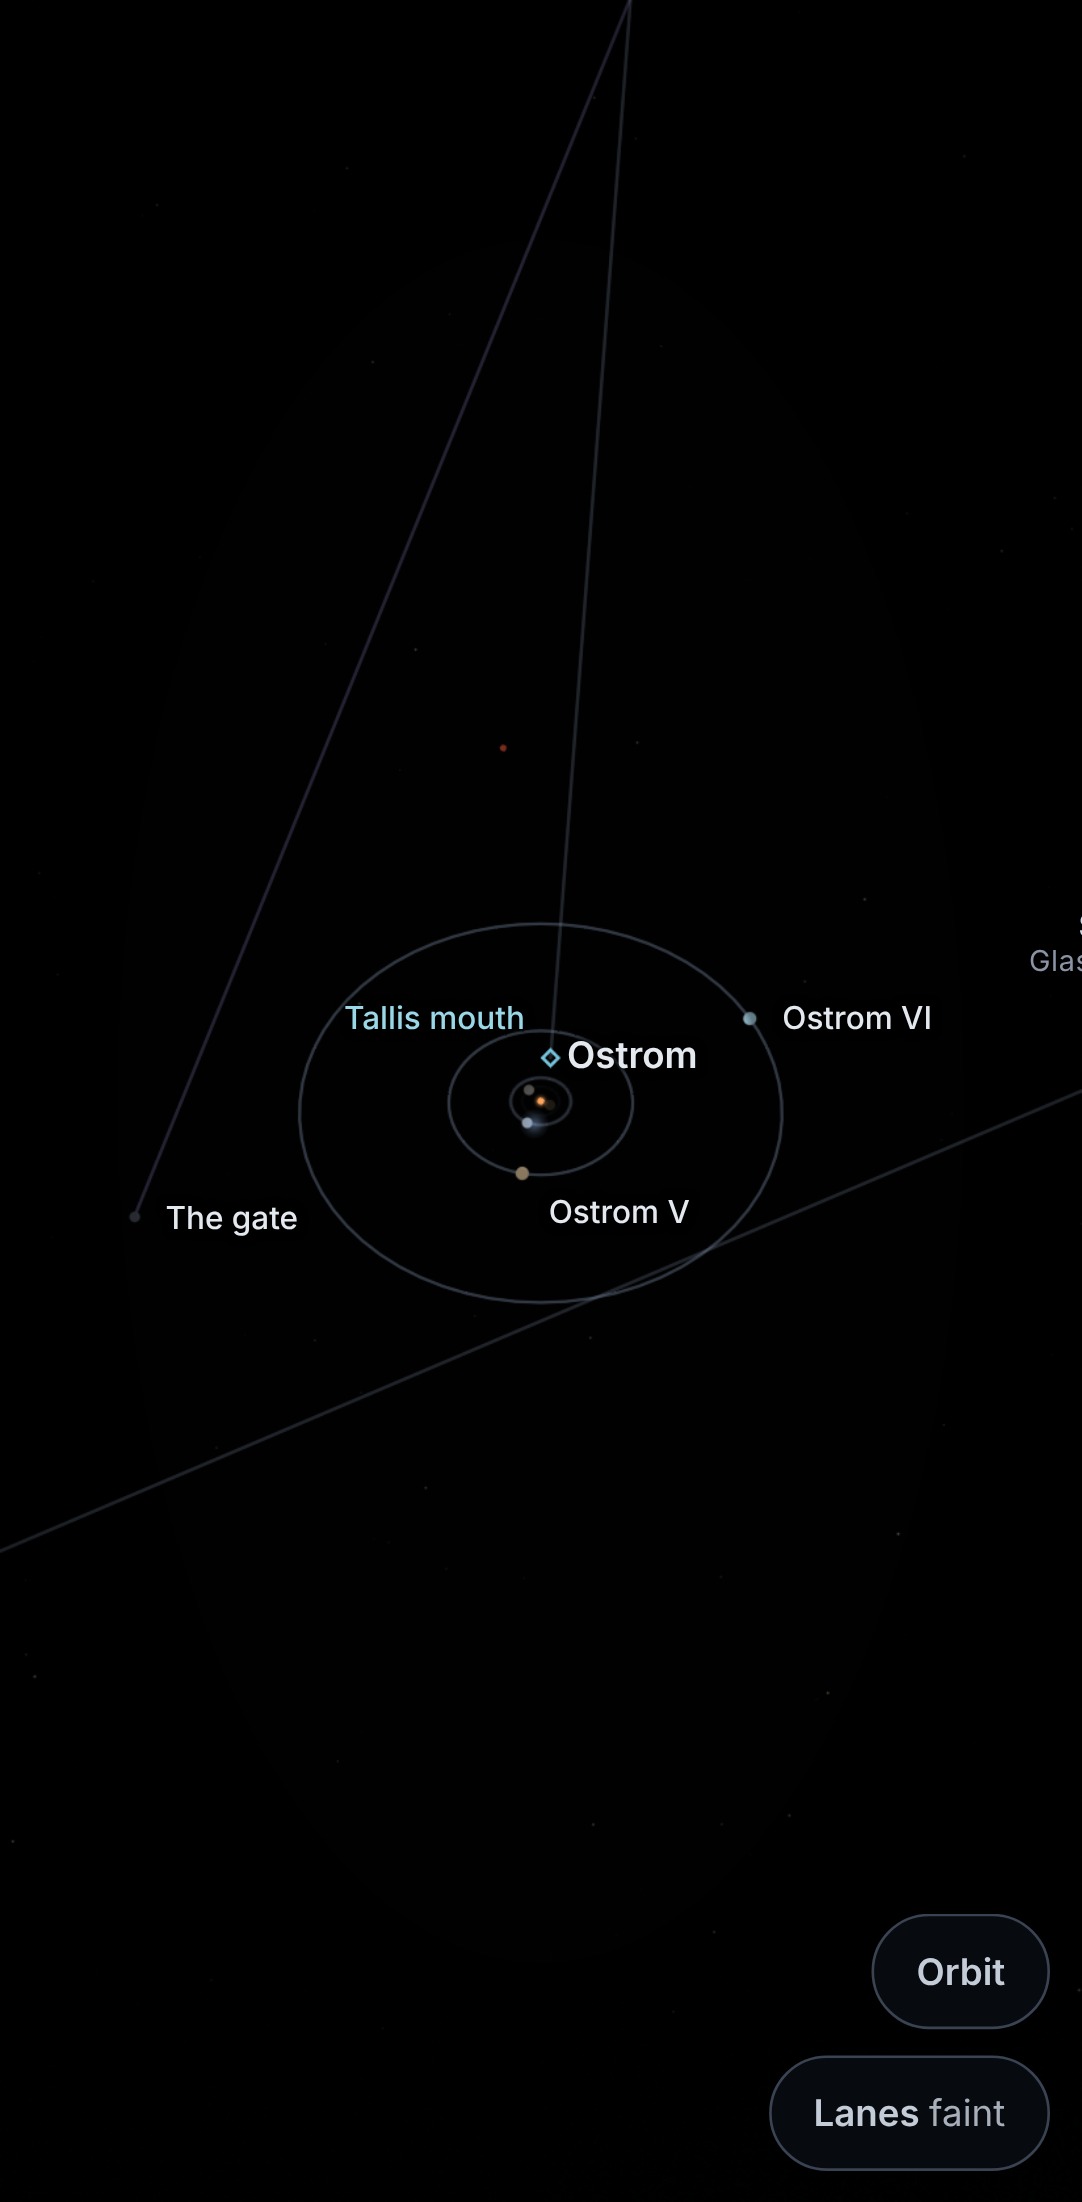 Glas
Tallis mouth
Ostrom VI
Ostrom
Ostrom V
The gate
Orbit
Lanes faint